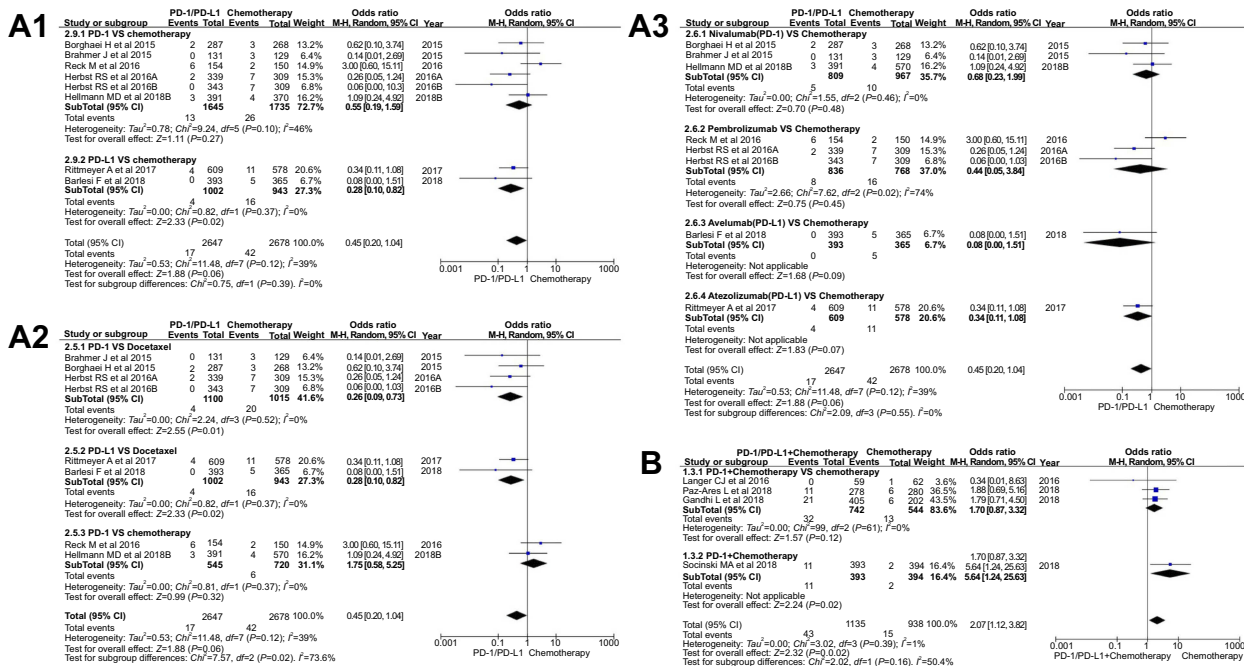 A1
PD-1/PD-L1 Chemotherapy Odds ratio Odds ratio
Study or subgroup Events Total Events Total Weight M-H, Random, 95% CI Year M-H, Random, 95% CI
2.9.1 PD-1 VS chemotherapy
Borghaei H et 2015 2 287 3 268 13.2% 0.62 [0.10, 3.74] 2015
Brahmer J et 2015 0 131 3 129 6.4% 0.14 [0.01, 2.69] 2015
Reck M et 2016 6 154 2 150 14.9% 3.00 [0.60, 15.11] 2016
Herbst RS et 2016A 2 339 7 309 15.3% 0.26 [0.05, 1.24] 2016A
Herbst RS et 2016B 0 343 7 309 6.8% 0.06 [0.00, 10.3] 2016B
Hellmann MD et 2018B 3 391 4 370 16.2% 1.09 [0.24, 4.92] 2018B
SubTotal (95% CI) 1645 1735 72.7% 0.55 [0.19, 1.59]
Total events 13 26
Heterogeneity: Tau²=0.78; Chi²=9.24, df=5 (P=0.10); I²=46%
Test for overall effect: Z=1.11 (P=0.27)
2.9.2 PD-L1 VS chemotherapy
Rittmeyer A et al 2017 4 609 11 578 20.6% 0.34 [0.11, 1.08] 2017
Barlesi F et al 2018 0 393 5 365 6.7% 0.08 [0.00, 1.51] 2018
SubTotal (95% CI) 1002 943 27.3% 0.28 [0.10, 0.82]
Total events 4 16
Heterogeneity: Tau²=0.00; Chi²=0.82, df=1 (P=0.37); I²=0%
Test for overall effect: Z=2.33 (P=0.02)
Total (95% CI) 2647 2678 100.0% 0.45 [0.20, 1.04]
Total events 17 42
Heterogeneity: Tau²=0.53; Chi²=11.48, df=7 (P=0.12); I²=39%
Test for overall effect: Z=1.88 (P=0.06)
Test for subgroup differences: Chi²=0.75, df=1 (P=0.39). I²=0%
0.001 0.1 1 10 1000
PD-1/PD-L1 Chemotherapy
A2
PD-1/PD-L1 Chemotherapy Odds ratio Odds ratio
Study or subgroup Events Total Events Total Weight M-H, Random, 95% CI Year M-H, Random, 95% CI
2.5.1 PD-1 VS Docetaxel
Brahmer J et al 2015 0 131 3 129 6.4% 0.14 [0.01, 2.69] 2015
Borghaei H et al 2015 2 287 3 268 13.2% 0.62 [0.10, 3.74] 2015
Herbst RS et al 2016A 2 339 7 309 15.3% 0.26 [0.05, 1.24] 2016A
Herbst RS et al 2016B 0 343 7 309 6.8% 0.06 [0.00, 1.03] 2016B
SubTotal (95% CI) 1100 1015 41.6% 0.26 [0.09, 0.73]
Total events 4 20
Heterogeneity: Tau²=0.00; Chi²=2.24, df=3 (P=0.52); I²=0%
Test for overall effect: Z=2.55 (P=0.01)
2.5.2 PD-L1 VS Docetaxel
Rittmeyer A et al 2017 4 609 11 578 20.6% 0.34 [0.11, 1.08] 2017
Barlesi F et al 2018 0 393 5 365 6.7% 0.08 [0.00, 1.51] 2018
SubTotal (95% CI) 1002 943 27.3% 0.28 [0.10, 0.82]
Total events 4 16
Heterogeneity: Tau²=0.00; Chi²=0.82, df=1 (P=0.37); I²=0%
Test for overall effect: Z=2.33 (P=0.02)
2.5.3 PD-1 VS chemotherapy
Reck M et al 2016 6 154 2 150 14.9% 3.00 [0.60, 15.11] 2016
Hellmann MD et al 2018B 3 391 4 570 16.2% 1.09 [0.24, 4.92] 2018B
SubTotal (95% CI) 545 720 31.1% 1.75 [0.58, 5.25]
Total events 6
Heterogeneity: Tau²=0.00; Chi²=0.81, df=1 (P=0.37); I²=0%
Test for overall effect: Z=0.99 (P=0.32)
Total (95% CI) 2647 2678 100.0% 0.45 [0.20, 1.04]
Total events 17 42
Heterogeneity: Tau²=0.53; Chi²=11.48, df=7 (P=0.12); I²=39%
Test for overall effect: Z=1.88 (P=0.06)
Test for subgroup differences: Chi²=7.57, df=2 (P=0.02). I²=73.6%
0.001 0.1 1 10 1000
PD-1/PD-L1 Chemotherapy
A3
PD-1/PD-L1 Chemotherapy Odds ratio Odds ratio
Study or subgroup Events Total Events Total Weight M-H, Random, 95% CI Year M-H, Random, 95% CI
2.6.1 Nivalumab(PD-1) VS Chemotherapy
Borghaei H et al 2015 2 287 3 268 13.2% 0.62 [0.10, 3.74] 2015
Brahmer J et al 2015 0 131 3 129 6.4% 0.14 [0.01, 2.69] 2015
Hellmann MD et al 2018B 3 391 4 570 16.2% 1.09 [0.24, 4.92] 2018B
SubTotal (95% CI) 809 967 35.7% 0.68 [0.23, 1.99]
Total events 5 10
Heterogeneity: Tau²=0.00; Chi²=1.55, df=2 (P=0.46); I²=0%
Test for overall effect: Z=0.70 (P=0.48)
2.6.2 Pembrolizumab VS Chemotherapy
Reck M et al 2016 6 154 2 150 14.9% 3.00 [0.60, 15.11] 2016
Herbst RS et al 2016A 2 339 7 309 15.3% 0.26 [0.05, 1.24] 2016A
Herbst RS et al 2016B 343 7 309 6.8% 0.06 [0.00, 1.03] 2016B
SubTotal (95% CI) 836 768 37.0% 0.44 [0.05, 3.84]
Total events 8 16
Heterogeneity: Tau²=2.66; Chi²=7.62, df=2 (P=0.02); I²=74%
Test for overall effect: Z=0.75 (P=0.45)
2.6.3 Avelumab(PD-L1) VS Chemotherapy
Barlesi F et al 2018 0 393 5 365 6.7% 0.08 [0.00, 1.51] 2018
SubTotal (95% CI) 393 365 6.7% 0.08 [0.00, 1.51]
Total events 0 5
Heterogeneity: Not applicable
Test for overall effect: Z=1.68 (P=0.09)
2.6.4 Atezolizumab(PD-L1) VS Chemotherapy
Rittmeyer A et al 2017 4 609 11 578 20.6% 0.34 [0.11, 1.08] 2017
SubTotal (95% CI) 609 578 20.6% 0.34 [0.11, 1.08]
Total events 4 11
Heterogeneity: Not applicable
Test for overall effect: Z=1.83 (P=0.07)
Total (95% CI) 2647 2678 100.0% 0.45 [0.20, 1.04]
Total events 17 42
Heterogeneity: Tau²=0.53; Chi²=11.48, df=7 (P=0.12); I²=39%
Test for overall effect: Z=1.88 (P=0.06)
Test for subgroup differences: Chi²=2.09, df=3 (P=0.55). I²=0%
0.001 0.1 1 10 1000
PD-1/PD-L1 Chemotherapy
B
PD-1/PD-L1+Chemotherapy Chemotherapy Odds ratio Odds ratio
Study or subgroup Events Total Events Total Weight M-H, Random, 95% CI Year M-H, Random, 95% CI
1.3.1 PD-1+Chemotherapy VS chemotherapy
Langer CJ et al 2016 0 59 1 62 3.6% 0.34 [0.01, 8.63] 2016
Paz-Ares L et al 2018 11 278 6 280 36.5% 1.88 [0.69, 5.16] 2018
Gandhi L et al 2018 21 405 6 202 43.5% 1.79 [0.71, 4.50] 2018
SubTotal (95% CI) 742 544 83.6% 1.70 [0.87, 3.32]
Total events 32 13
Heterogeneity: Tau²=0.00; Chi²=99, df=2 (P=61); I²=0%
Test for overall effect: Z=1.57 (P=0.12)
1.3.2 PD-1+Chemotherapy 1.70 [0.87, 3.32]
Socinski MA et al 2018 11 393 2 394 16.4% 5.64 [1.24, 25.63] 2018
SubTotal (95% CI) 393 394 16.4% 5.64 [1.24, 25.63]
Total events 11 2
Heterogeneity: Not applicable
Test for overall effect: Z=2.24 (P=0.02)
Total (95% CI) 1135 938 100.0% 2.07 [1.12, 3.82]
Total events 43 15
Heterogeneity: Tau²=0.00; Chi²=3.02, df=3 (P=0.39); I²=1%
Test for overall effect: Z=2.32 (P=0.0.02)
Test for subgroup differences: Chi²=2.02, df=1 (P=0.16). I²=50.4%
0.001 0.1 1 10 1000
PD-1/PD-L1+Chemotherapy Chemotherapy